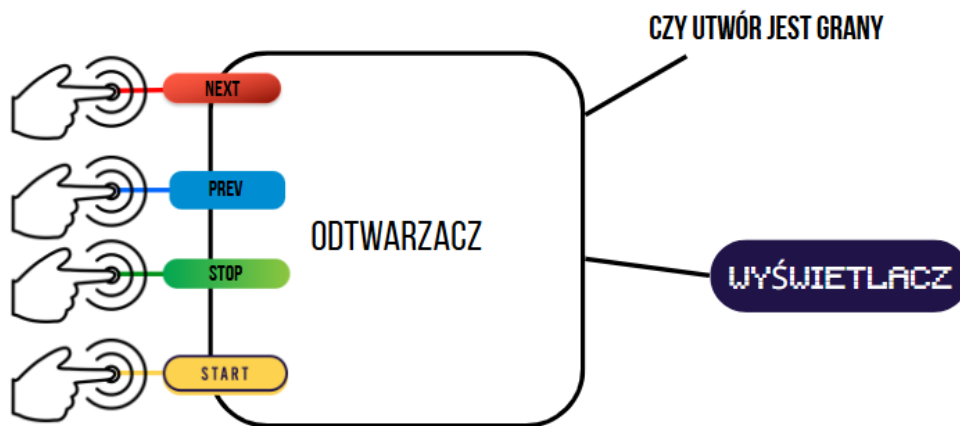 CZY UTWÓR JEST GRANY
NEXT
PREV
ODTWARZACZ
STOP
WYŚWIETLACZ
START